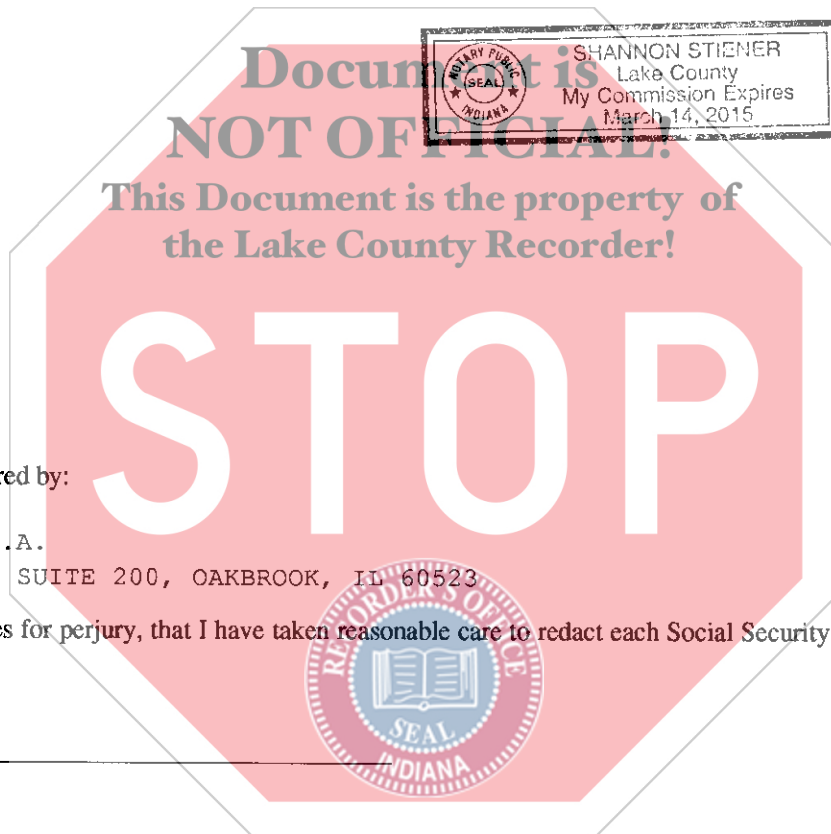 Document is
NOT OFFICIAL!
This Document is the property of
the Lake County Recorder!
NOTARY PUBLIC
SEAL
INDIANA
SHANNON STIENER
Lake County
My Commission Expires
March 14, 2015
STOP
red by:
.A.
SUITE 200, OAKBROOK, IL 60523
es for perjury, that I have taken reasonable care to redact each Social Security
RECORDER'S OFFICE
SEAL
INDIANA